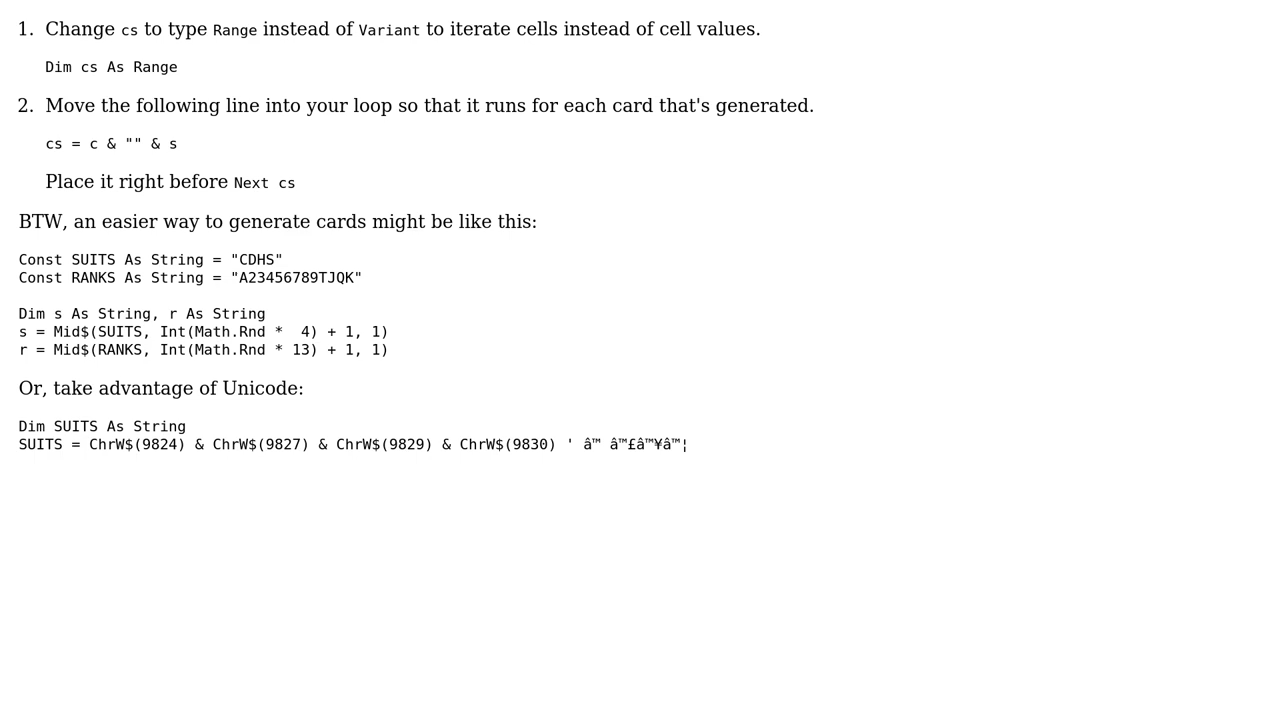 1. Change cs to type Range instead of Variant to iterate cells instead of cell values.
Dim cs As Range
2. Move the following line into your loop so that it runs for each card that's generated.
cs = c & "" & s
Place it right before Next cs
BTW, an easier way to generate cards might be like this:
Const SUITS As String = "CDHS"
Const RANKS As String = "A23456789TJQK"
Dim s As String, r As String
s = Mid$(SUITS, Int(Math.Rnd *  4) + 1, 1)
r = Mid$(RANKS, Int(Math.Rnd * 13) + 1, 1)
Or, take advantage of Unicode:
Dim SUITS As String
SUITS = ChrW$(9824) & ChrW$(9827) & ChrW$(9829) & ChrW$(9830) ' â™ â™£â™¥â™¦